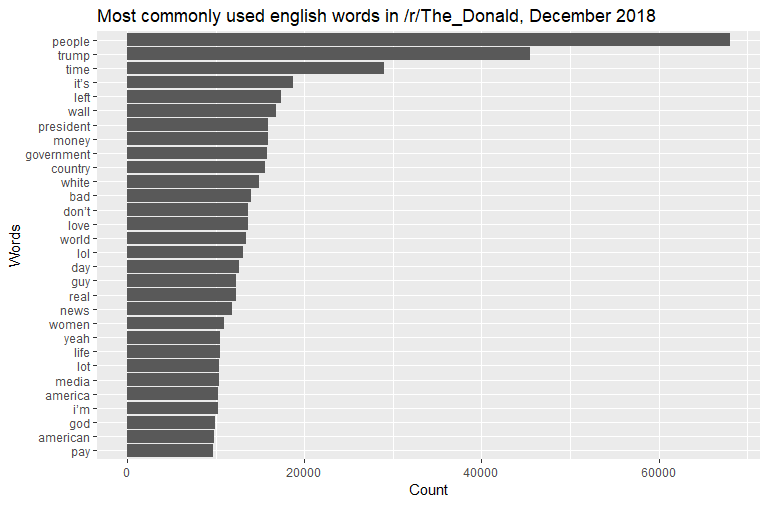 Most commonly used english words in /r/The_Donald, December 2018
people
trump
time
it's
left
wall
president
money
government
country
white
bad
don't
love
world
lol
day
guy
real
news
women
yeah
life
lot
media
america
i'm
god
american
pay
Words
0 20000 40000 60000
Count